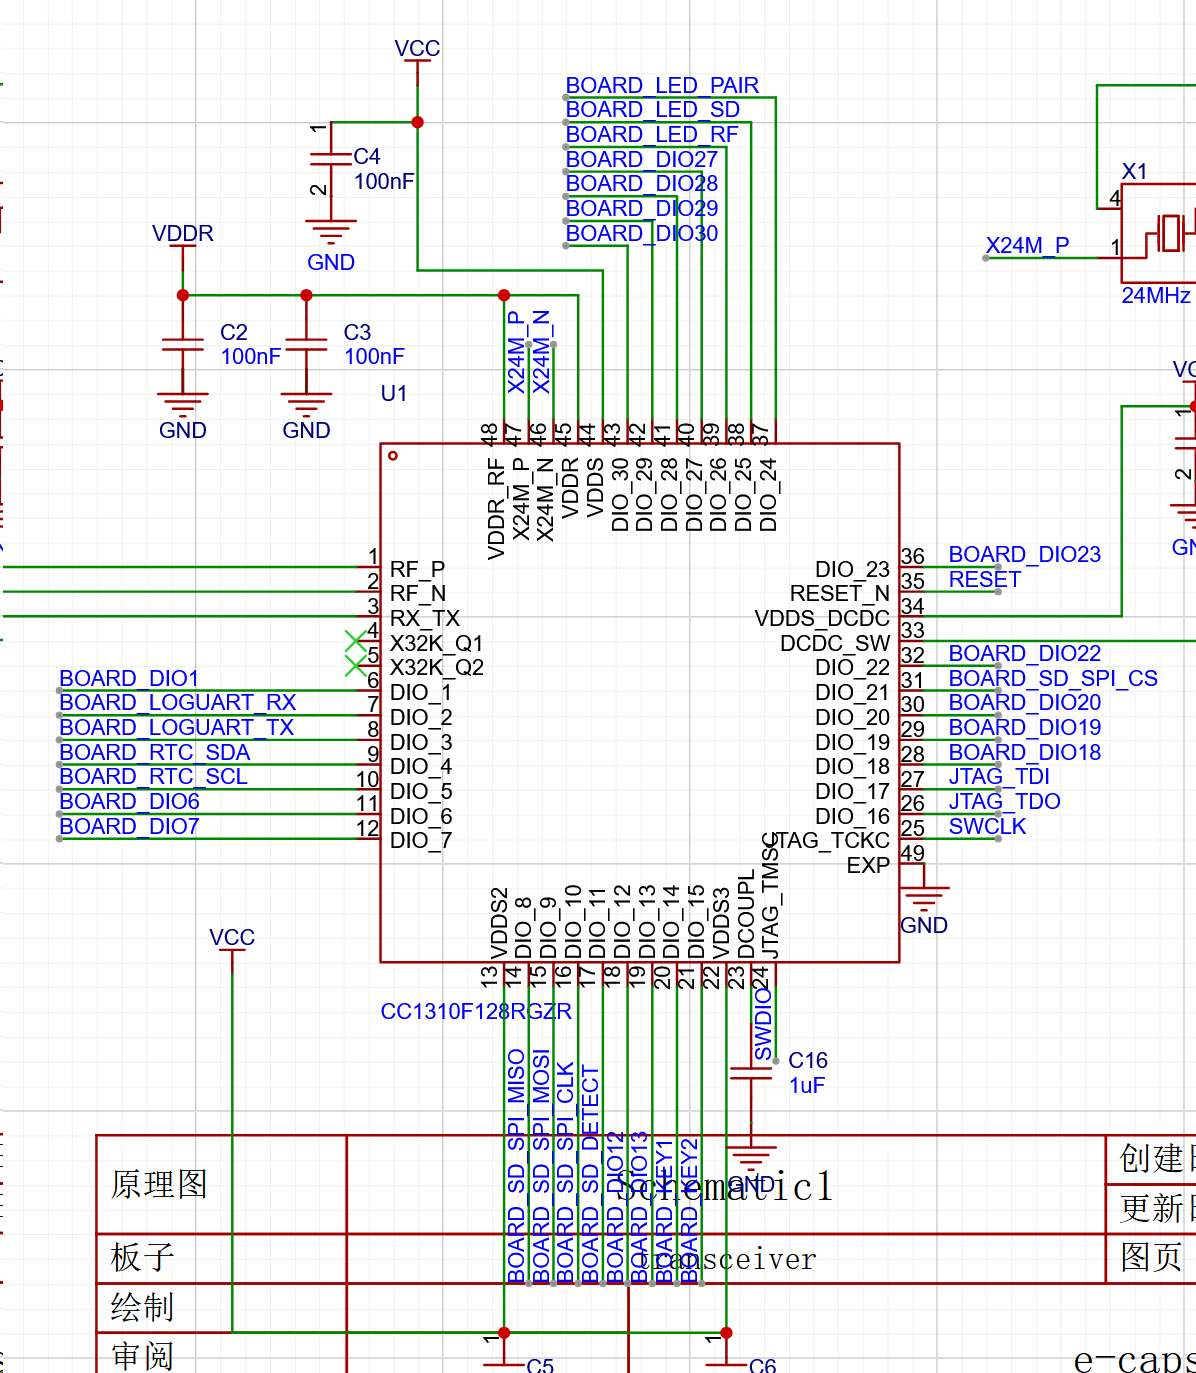 VCC
BOARD_LED_PAIR
BOARD_LED_SD
BOARD_LED_RF
BOARD_DIO27
BOARD_DIO28
BOARD_DIO29
BOARD_DIO30
1
C4
100nF
2
GND
X1
4
1
X24M_P
24MHz
VDDR
C2
100nF
C3
100nF
GND
GND
X24M_P
X24M_N
U1
1
2
48
47
46
45
44
43
42
41
40
39
38
37
VDDR_RF
X24M_P
X24M_N
VDDR
VDDS
DIO_30
DIO_29
DIO_28
DIO_27
DIO_26
DIO_25
DIO_24
1 RF_P
2 RF_N
3 RX_TX
4 X32K_Q1
5 X32K_Q2
BOARD_DIO1 6 DIO_1
BOARD_LOGUART_RX 7 DIO_2
BOARD_LOGUART_TX 8 DIO_3
BOARD_RTC_SDA 9 DIO_4
BOARD_RTC_SCL 10 DIO_5
BOARD_DIO6 11 DIO_6
BOARD_DIO7 12 DIO_7
DIO_23 36 BOARD_DIO23
RESET_N 35 RESET
VDDS_DCDC 34
DCDC_SW 33
DIO_22 32 BOARD_DIO22
DIO_21 31 BOARD_SD_SPI_CS
DIO_20 30 BOARD_DIO20
DIO_19 29 BOARD_DIO19
DIO_18 28 BOARD_DIO18
DIO_17 27 JTAG_TDI
DIO_16 26 JTAG_TDO
JTAG_TCKC 25 SWCLK
EXP 49
GND
VDDS2
DIO_8
DIO_9
DIO_10
DIO_11
DIO_12
DIO_13
DIO_14
DIO_15
VDDS3
DCOUPL
JTAG_TMSC
13
14
15
16
17
18
19
20
21
22
23
24
VCC
CC1310F128RGZR
SWDIO
C16
1uF
GND
BOARD_SD_SPI_MISO
BOARD_SD_SPI_MOSI
BOARD_SD_SPI_CLK
BOARD_SD_DETECT
BOARD_DIO12
BOARD_DIO13
BOARD_KEY1
BOARD_KEY2
原理图
Schematic1
创建
更新
板子
transceiver
图页
绘制
审阅
1
C5
1
C6
e-caps